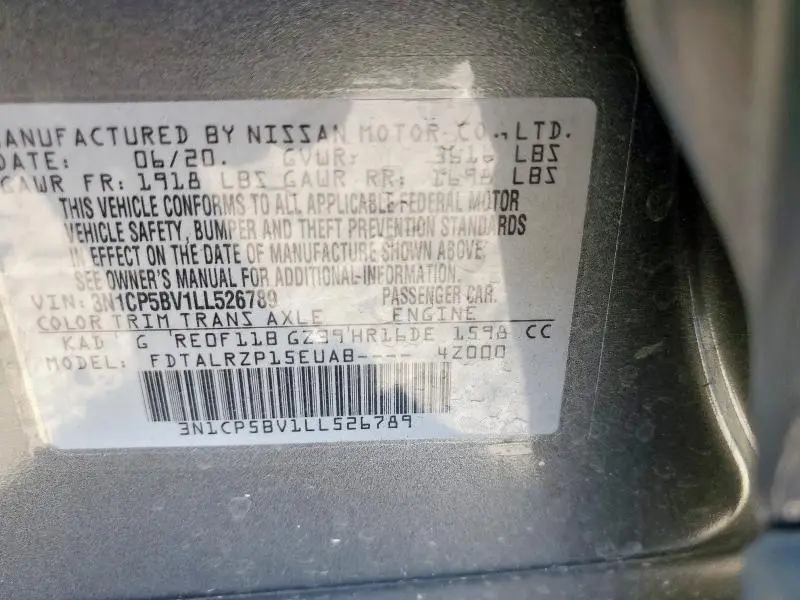 MANUFACTURED BY NISSAN MOTOR CO., LTD.
DATE: 06/20. GVWR: LBS
GAWR FR: 1918 LBS GAWR RR: LBS
THIS VEHICLE CONFORMS TO ALL APPLICABLE FEDERAL MOTOR
VEHICLE SAFETY, BUMPER AND THEFT PREVENTION STANDARDS
IN EFFECT ON THE DATE OF MANUFACTURE SHOWN ABOVE,
SEE OWNER'S MANUAL FOR ADDITIONAL INFORMATION.
VIN: 3N1CP5BV1LL526789 PASSENGER CAR.
COLOR TRIM TRANS AXLE ENGINE
KAD G RE0F11B GZ39 HR16DE 1598 CC
MODEL: FDTALRZP15EUAB---- 4Z000
3N1CP5BV1LL526789